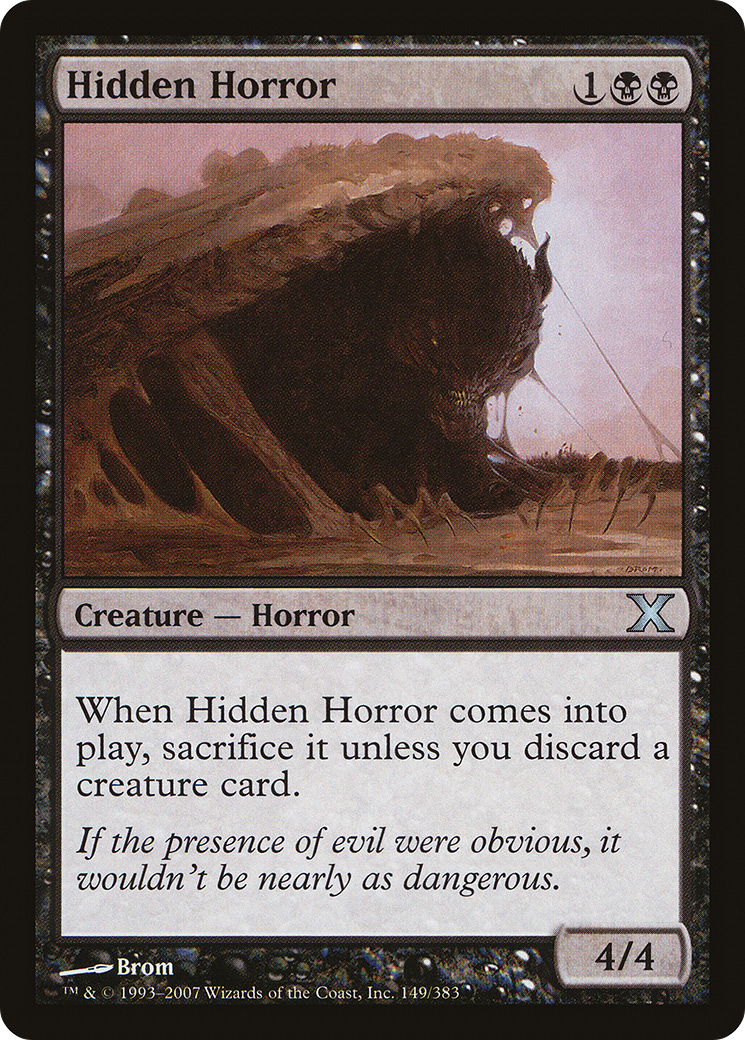 Hidden Horror 1
BROM
Creature — Horror X
When Hidden Horror comes into
play, sacrifice it unless you discard a
creature card.
If the presence of evil were obvious, it
wouldn't be nearly as dangerous.
4/4
Brom
™ & © 1993–2007 Wizards of the Coast, Inc. 149/383